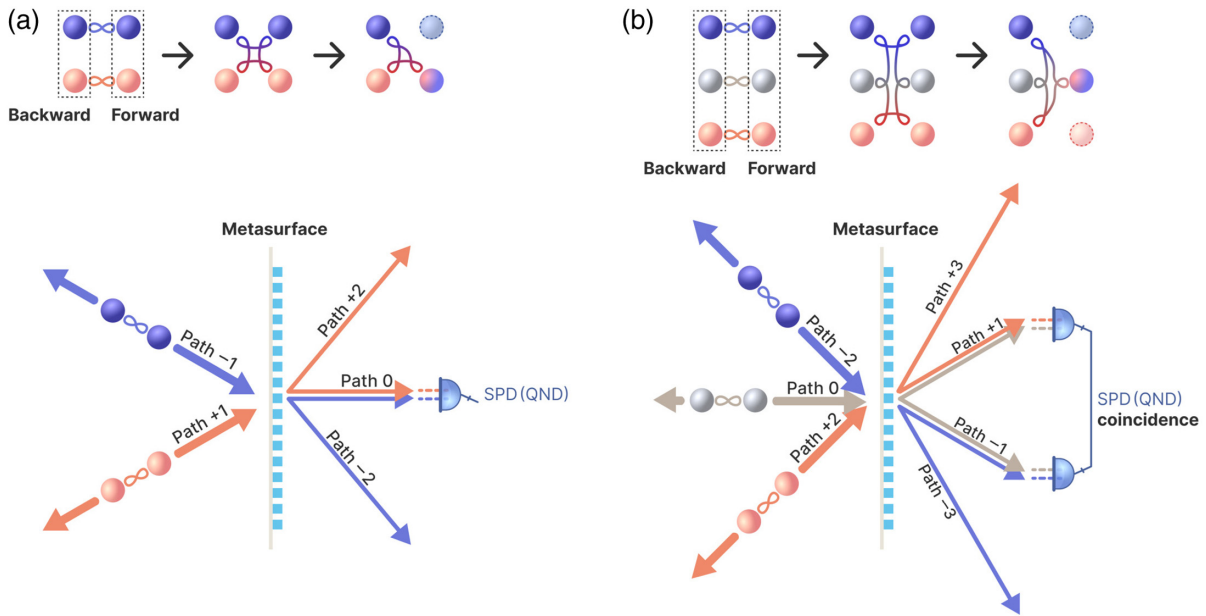 (a)
Backward Forward
Metasurface
Path −1
Path +1
Path +2
Path 0
Path −2
SPD (QND)
(b)
Backward Forward
Metasurface
Path −2
Path 0
Path +2
Path +3
Path +1
Path −1
Path −3
SPD (QND)
coincidence